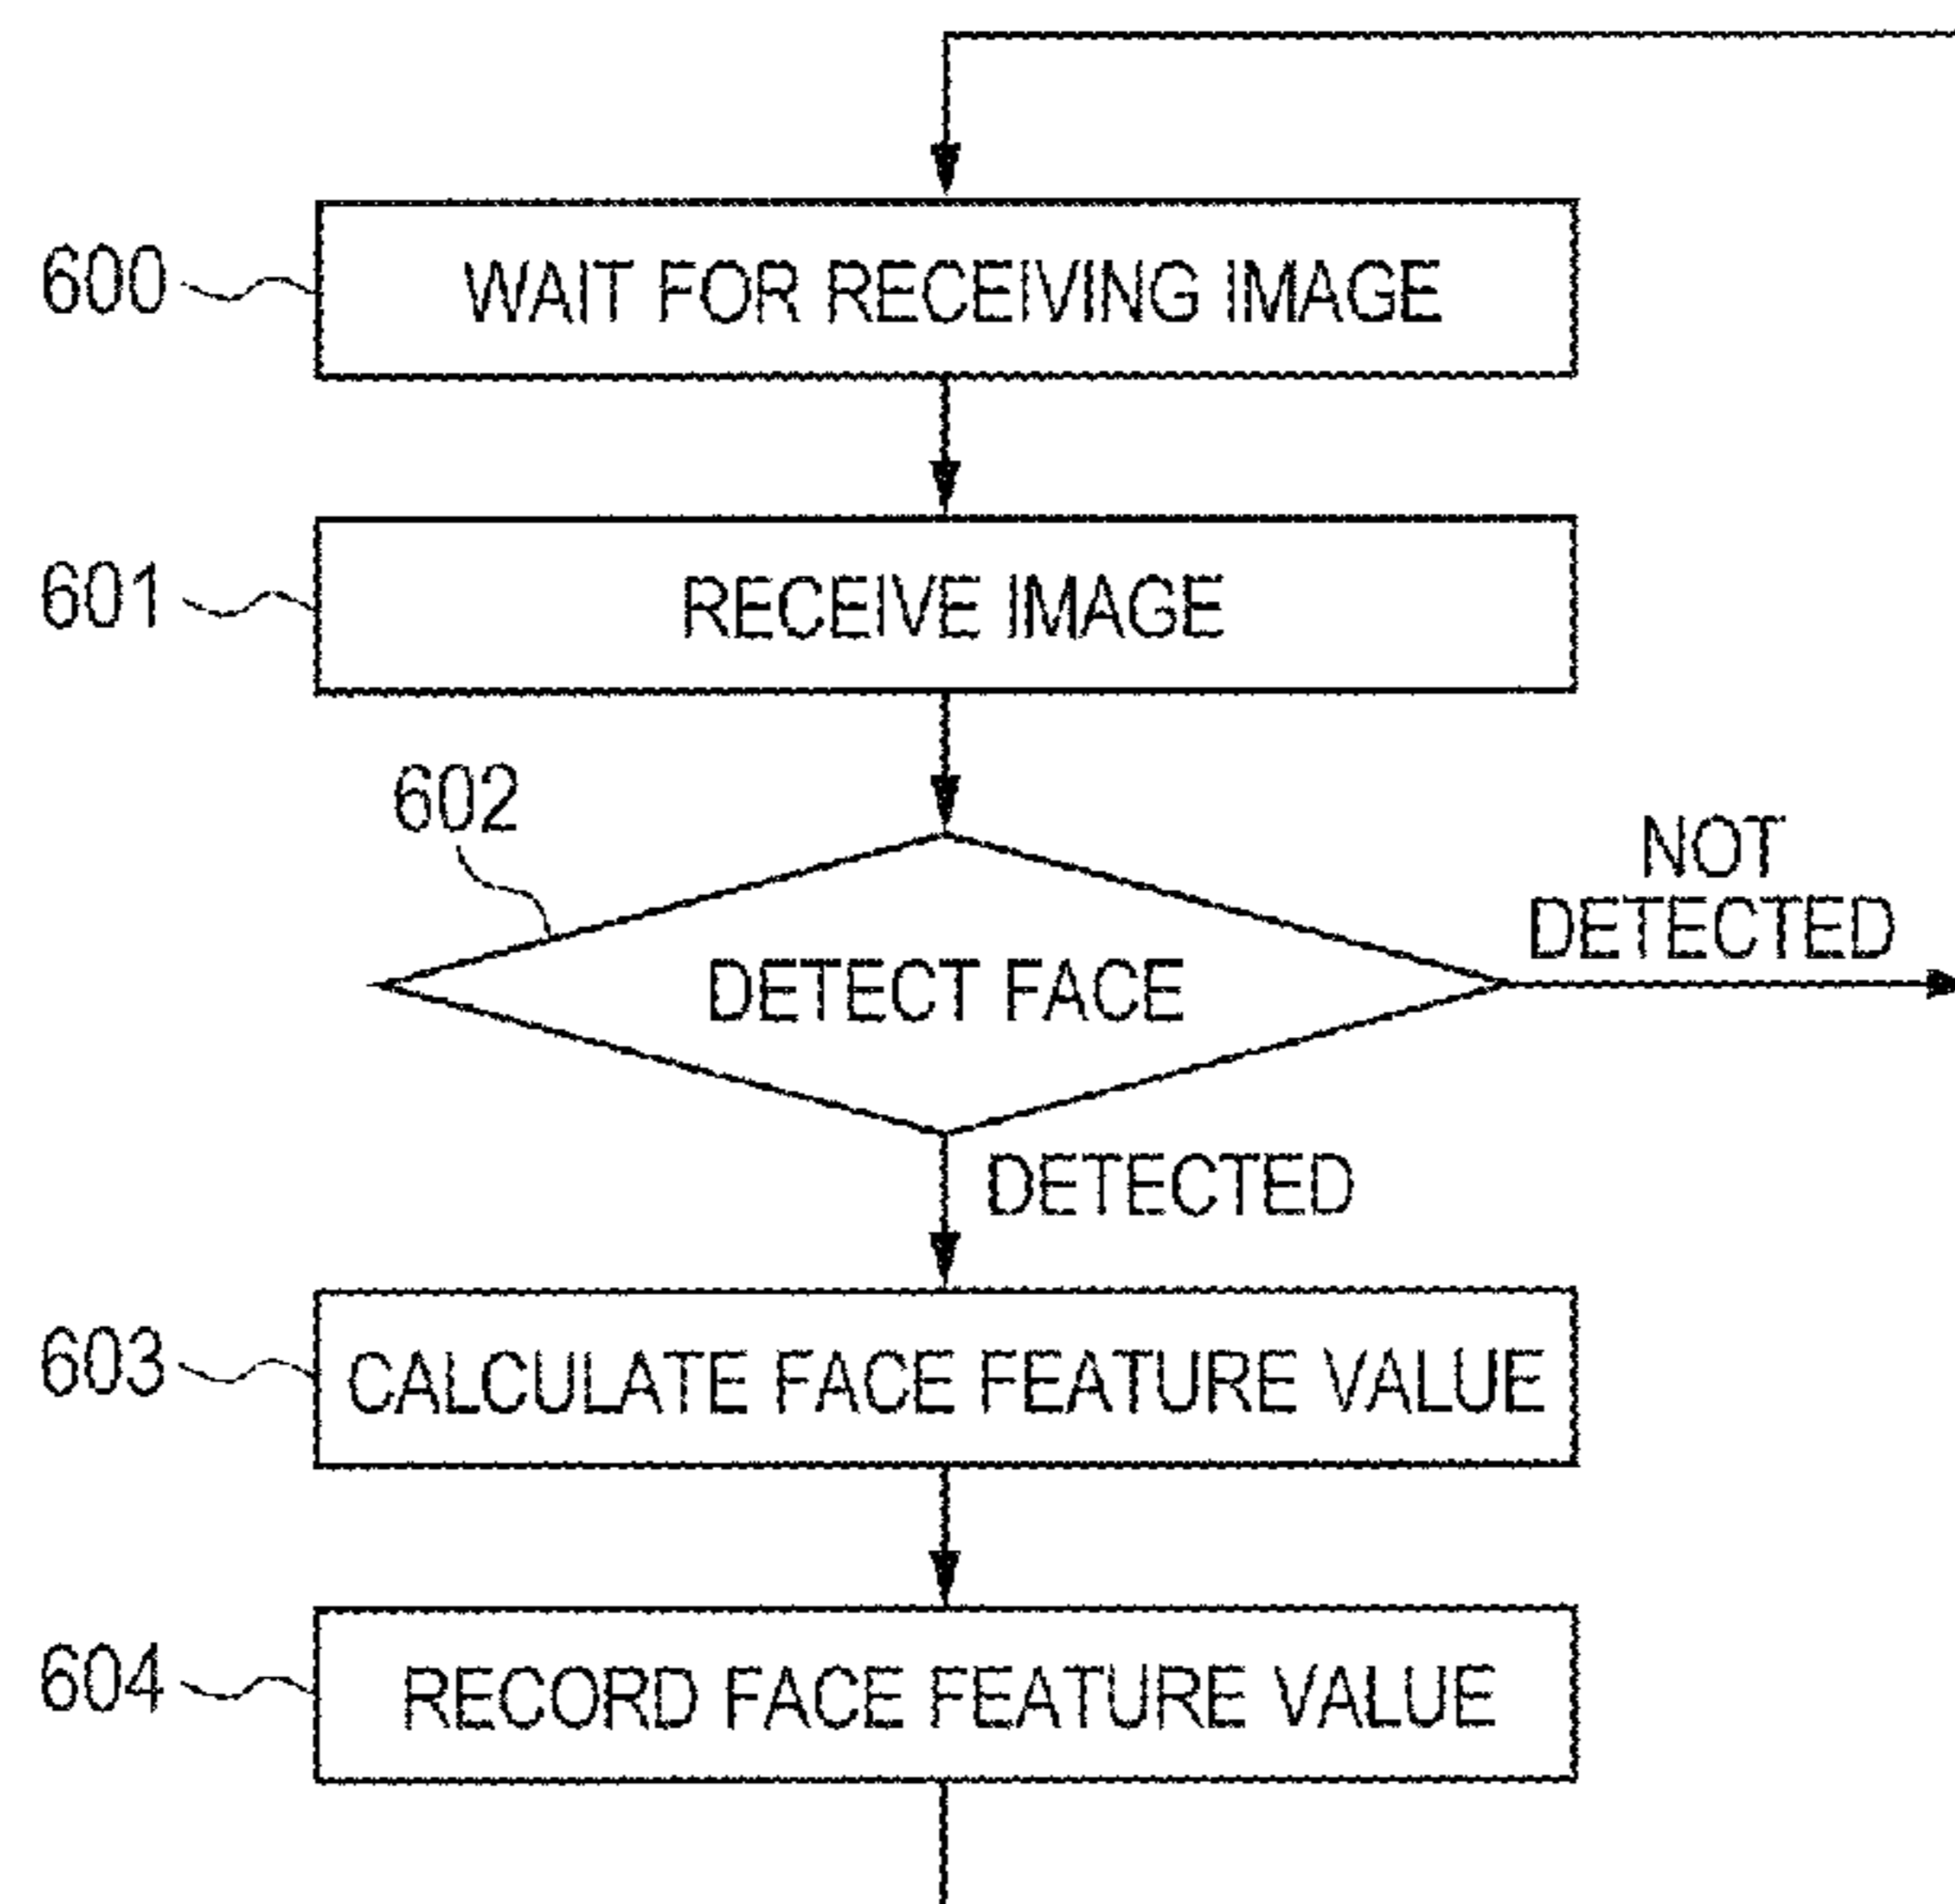 600
WAIT FOR RECEIVING IMAGE
601
RECEIVE IMAGE
602
DETECT FACE
NOT
DETECTED
DETECTED
603
CALCULATE FACE FEATURE VALUE
604
RECORD FACE FEATURE VALUE